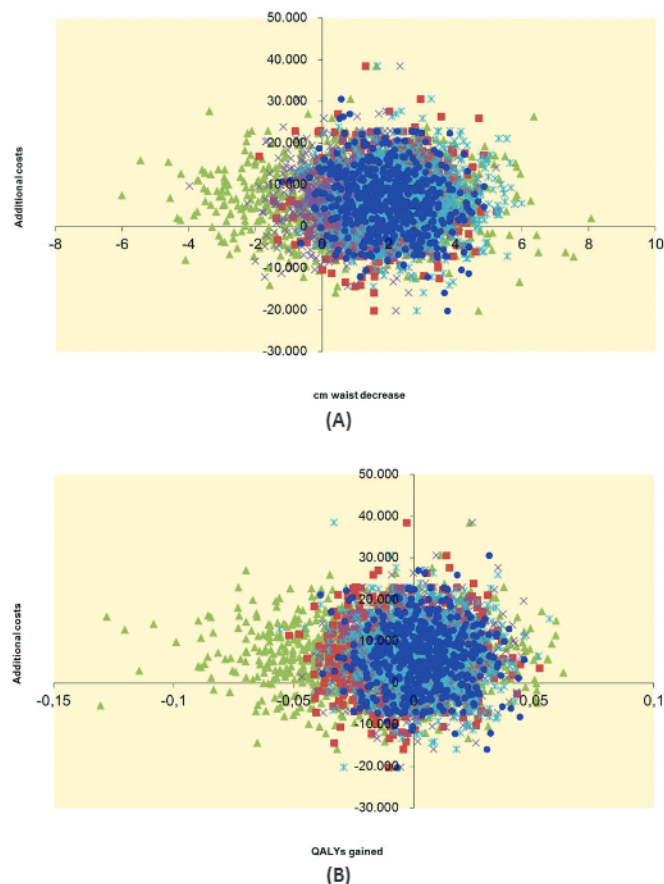 50.000
40.000
30.000
20.000
10.000
0
-10.000
-20.000
-30.000
-8 -6 -4 -2 0 2 4 6 8 10
Additional costs
cm waist decrease
(A)
50.000
40.000
30.000
20.000
10.000
0
-10.000
-20.000
-30.000
-0,15 -0,1 -0,05 0 0,05 0,1
Additional costs
QALYs gained
(B)